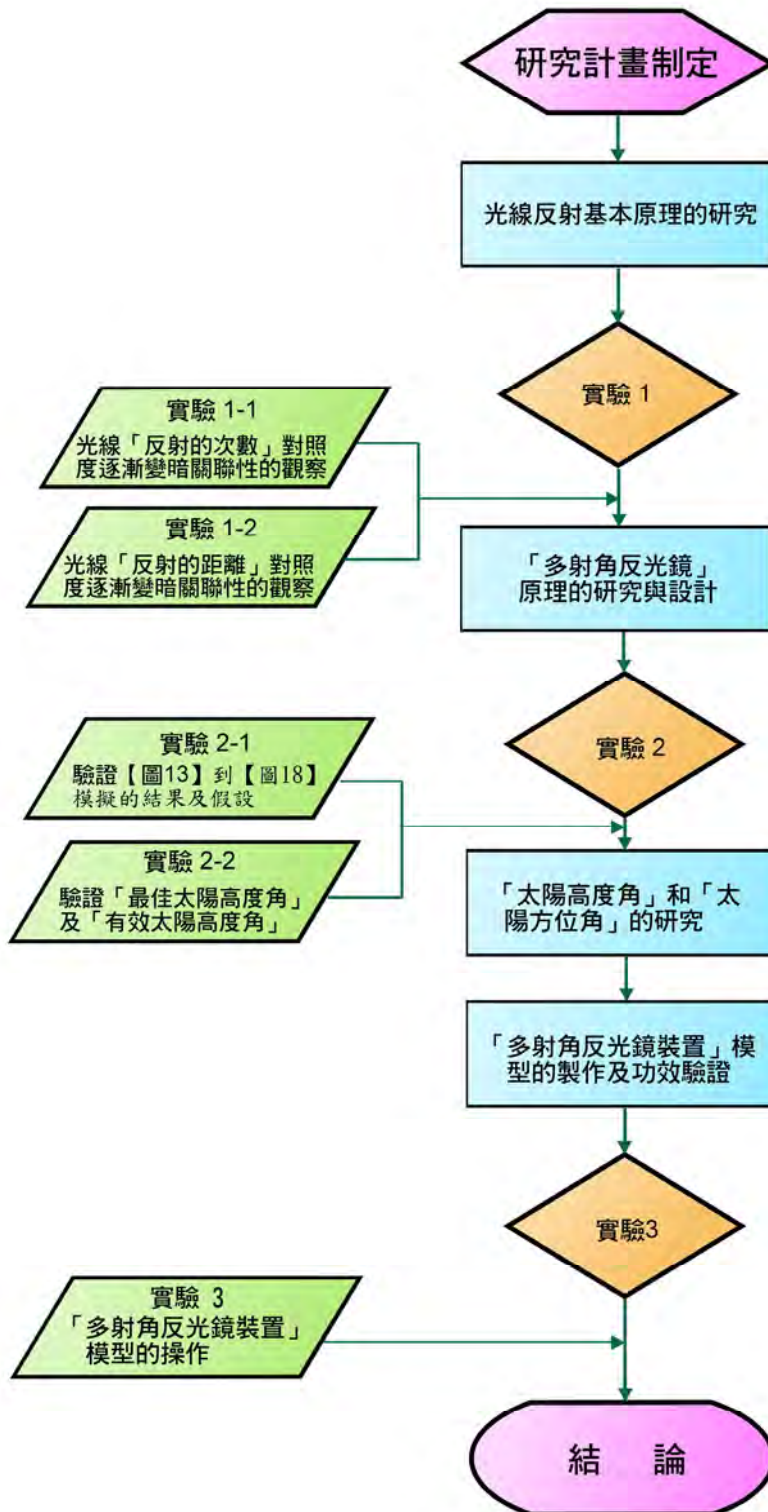 研究計畫制定
光線反射基本原理的研究
實驗 1
實驗 1-1
光線「反射的次數」對照
度逐漸變暗關聯性的觀察
實驗 1-2
光線「反射的距離」對照
度逐漸變暗關聯性的觀察
「多射角反光鏡」
原理的研究與設計
實驗 2
實驗 2-1
驗證【圖13】到【圖18】
模擬的結果及假設
實驗 2-2
驗證「最佳太陽高度角」
及「有效太陽高度角」
「太陽高度角」和「太
陽方位角」的研究
「多射角反光鏡裝置」模
型的製作及功效驗證
實驗3
實驗 3
「多射角反光鏡裝置」
模型的操作
結 論